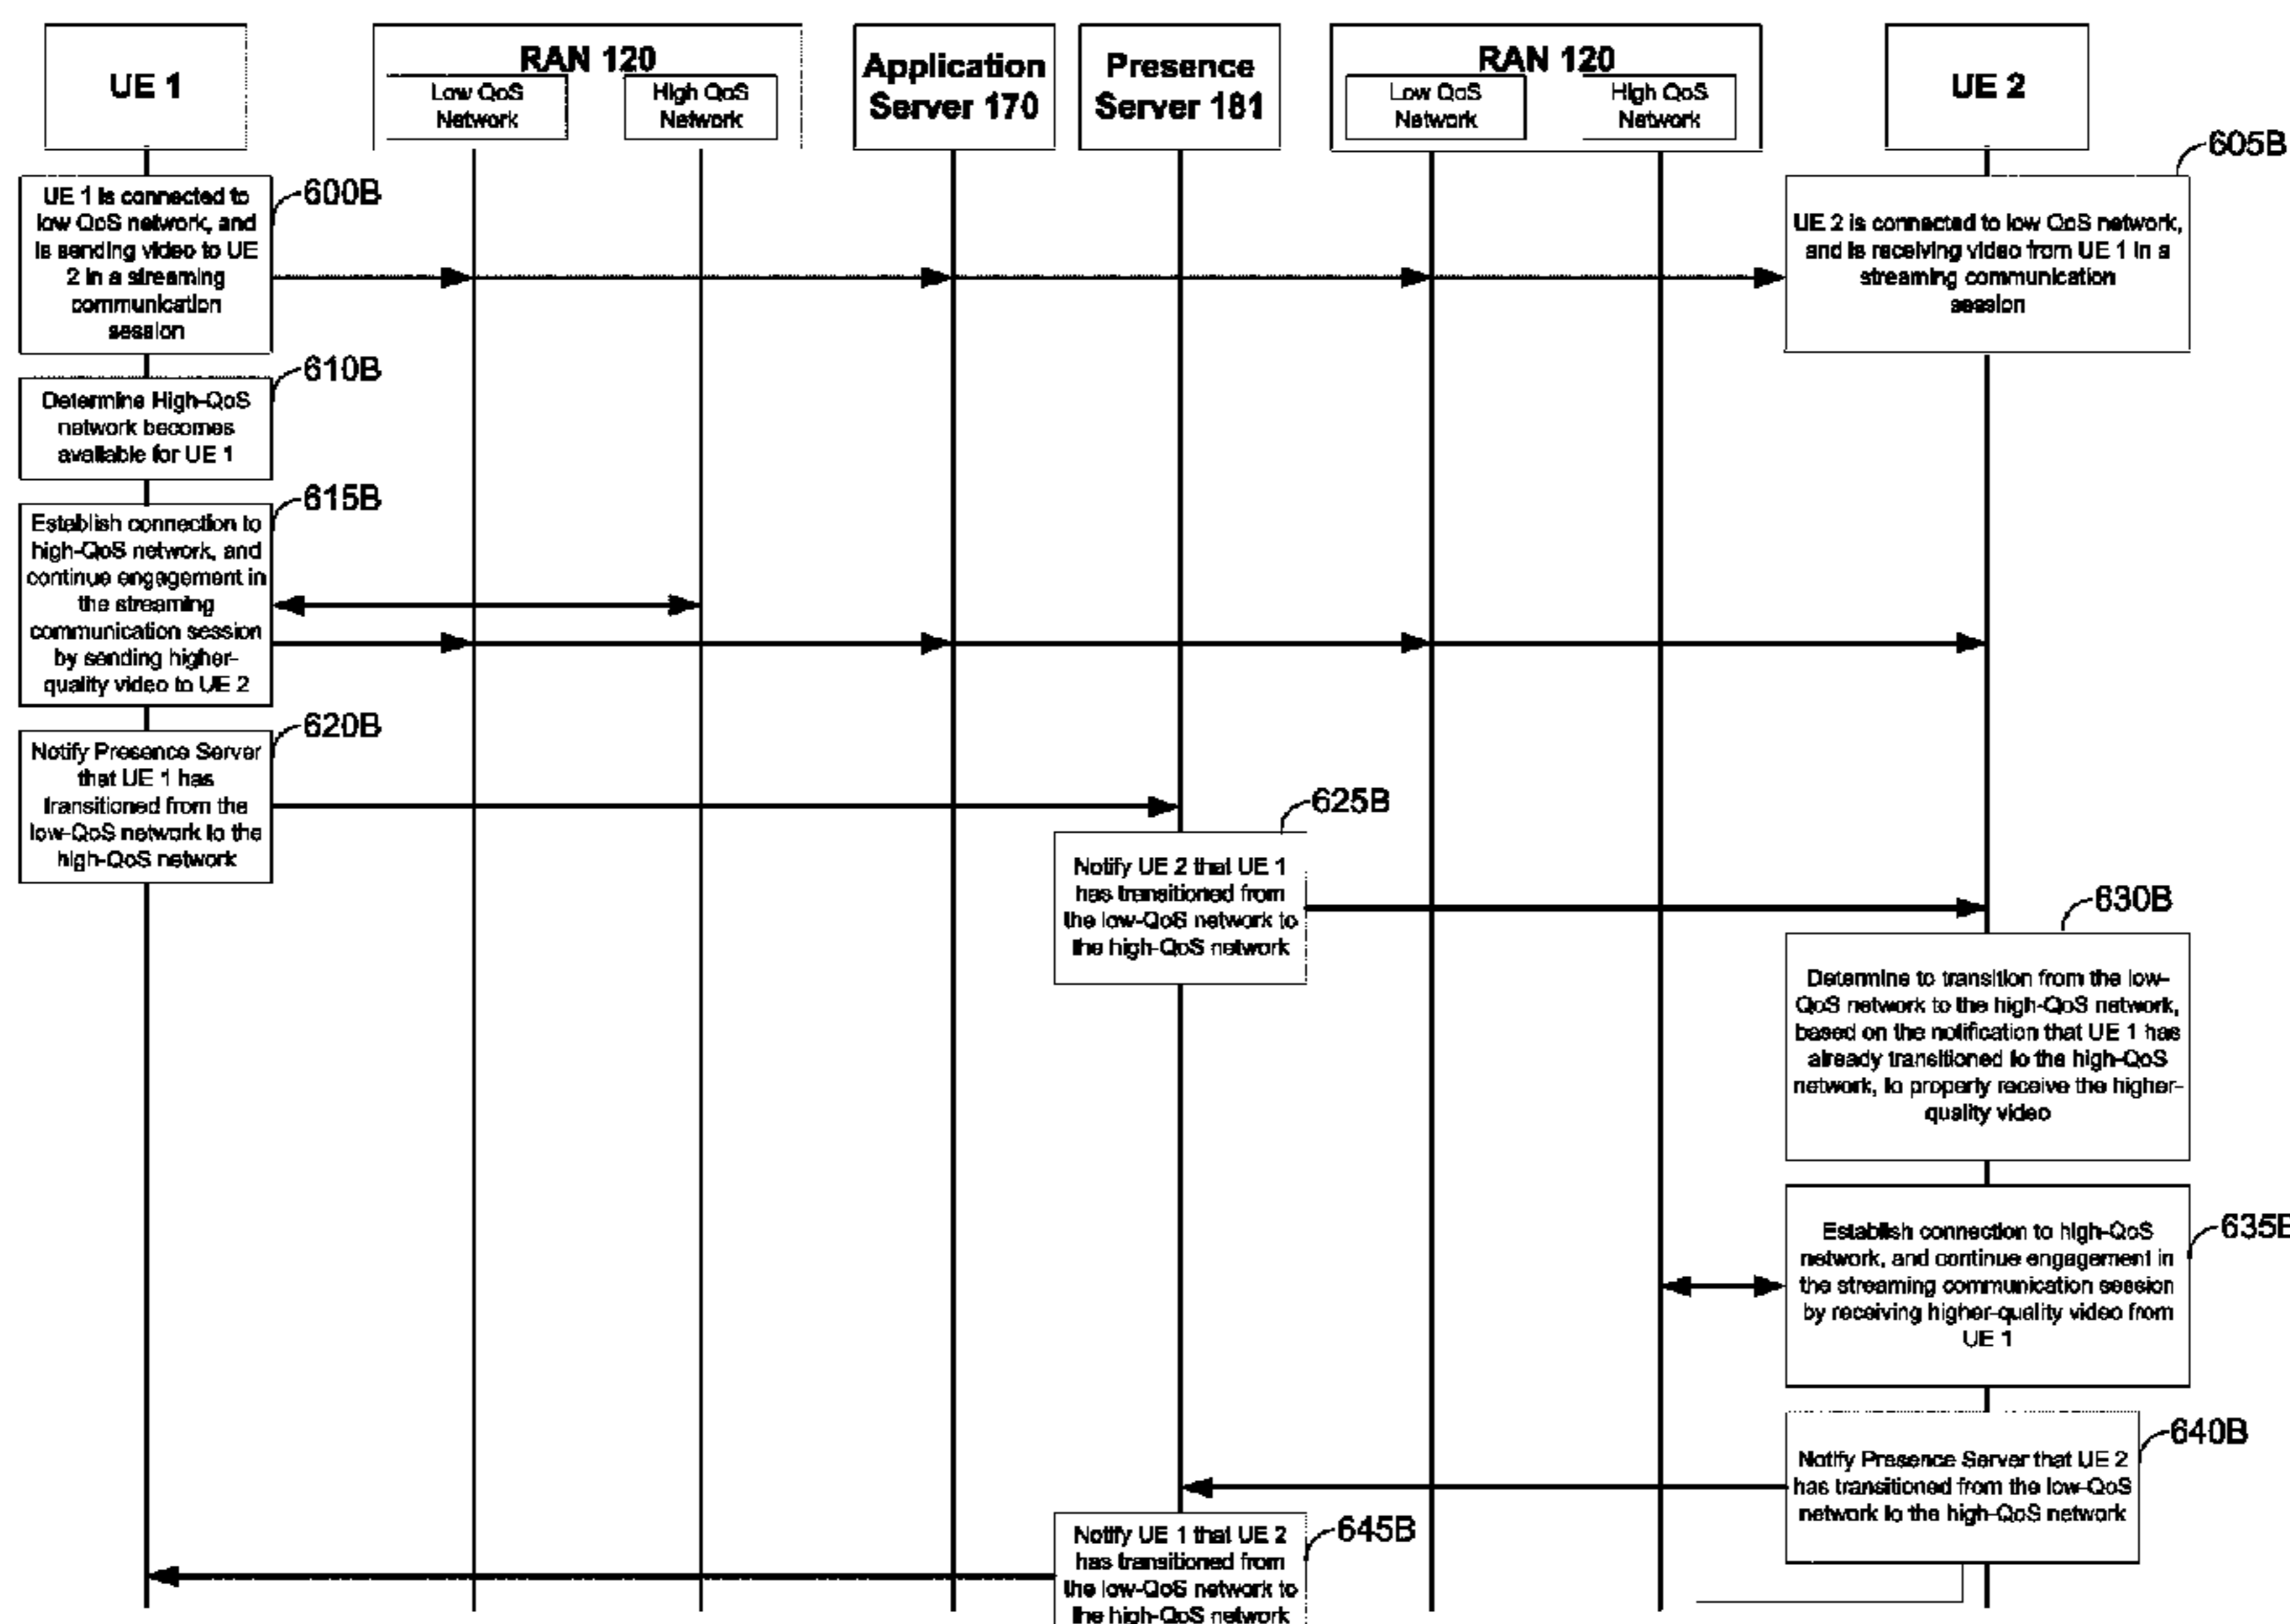 UE 1
RAN 120
Low QoS
Network
High QoS
Network
Application
Server 170
Presence
Server 181
RAN 120
Low QoS
Network
High QoS
Network
UE 2
605B
600B
UE 1 is connected to
low QoS network, and
is sending video to UE
2 in a streaming
communication
session
UE 2 is connected to low QoS network,
and is receiving video from UE 1 in a
streaming communication
session
610B
Determine High-QoS
network becomes
available for UE 1
615B
Establish connection to
high-QoS network, and
continue engagement in
the streaming
communication session
by sending higher-
quality video to UE 2
620B
Notify Presence Server
that UE 1 has
transitioned from the
low-QoS network to the
high-QoS network
625B
Notify UE 2 that UE 1
has transitioned from
the low-QoS network to
the high-QoS network
630B
Determine to transition from the low-
QoS network to the high-QoS network,
based on the notification that UE 1 has
already transitioned to the high-QoS
network, to properly receive the higher-
quality video
635B
Establish connection to high-QoS
network, and continue engagement in
the streaming communication session
by receiving higher-quality video from
UE 1
640B
Notify Presence Server that UE 2
has transitioned from the low-QoS
network to the high-QoS network
645B
Notify UE 1 that UE 2
has transitioned from
the low-QoS network to
the high-QoS network